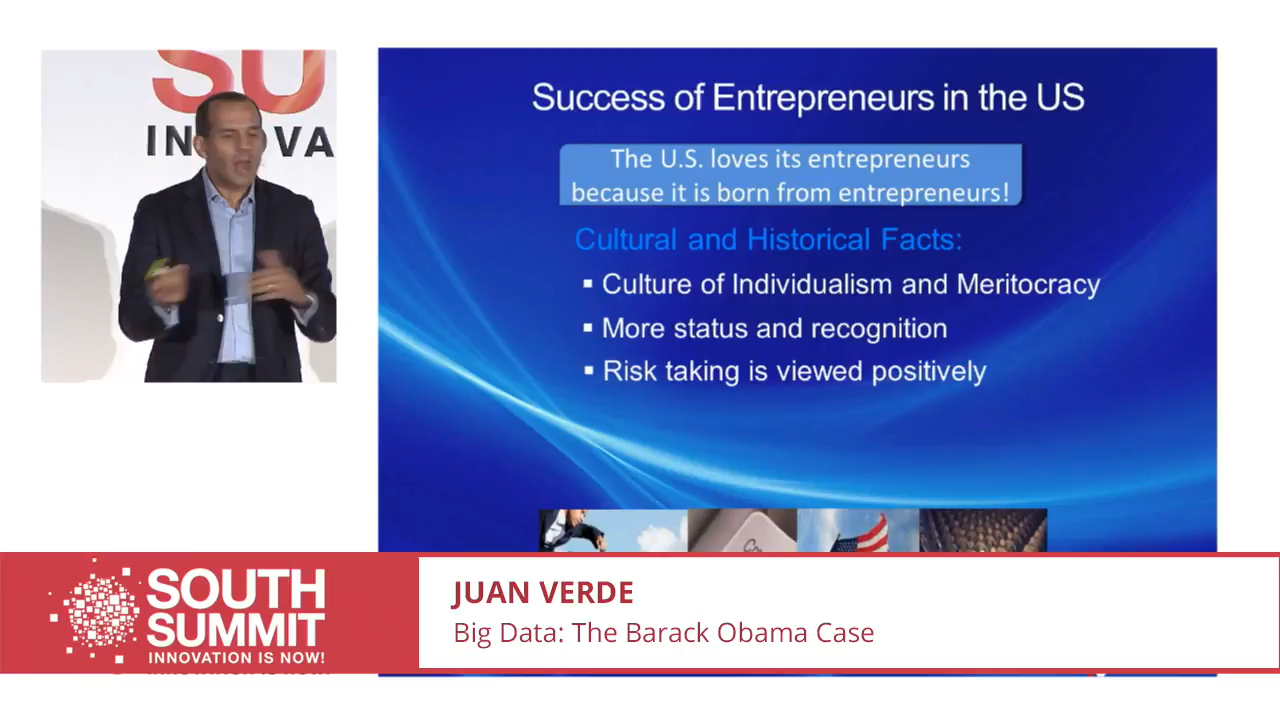 SU
INNOVA
Success of Entrepreneurs in the US
The U.S. loves its entrepreneurs
because it is born from entrepreneurs!
Cultural and Historical Facts:
▪ Culture of Individualism and Meritocracy
▪ More status and recognition
▪ Risk taking is viewed positively
SOUTH
SUMMIT
INNOVATION IS NOW!
JUAN VERDE
Big Data: The Barack Obama Case